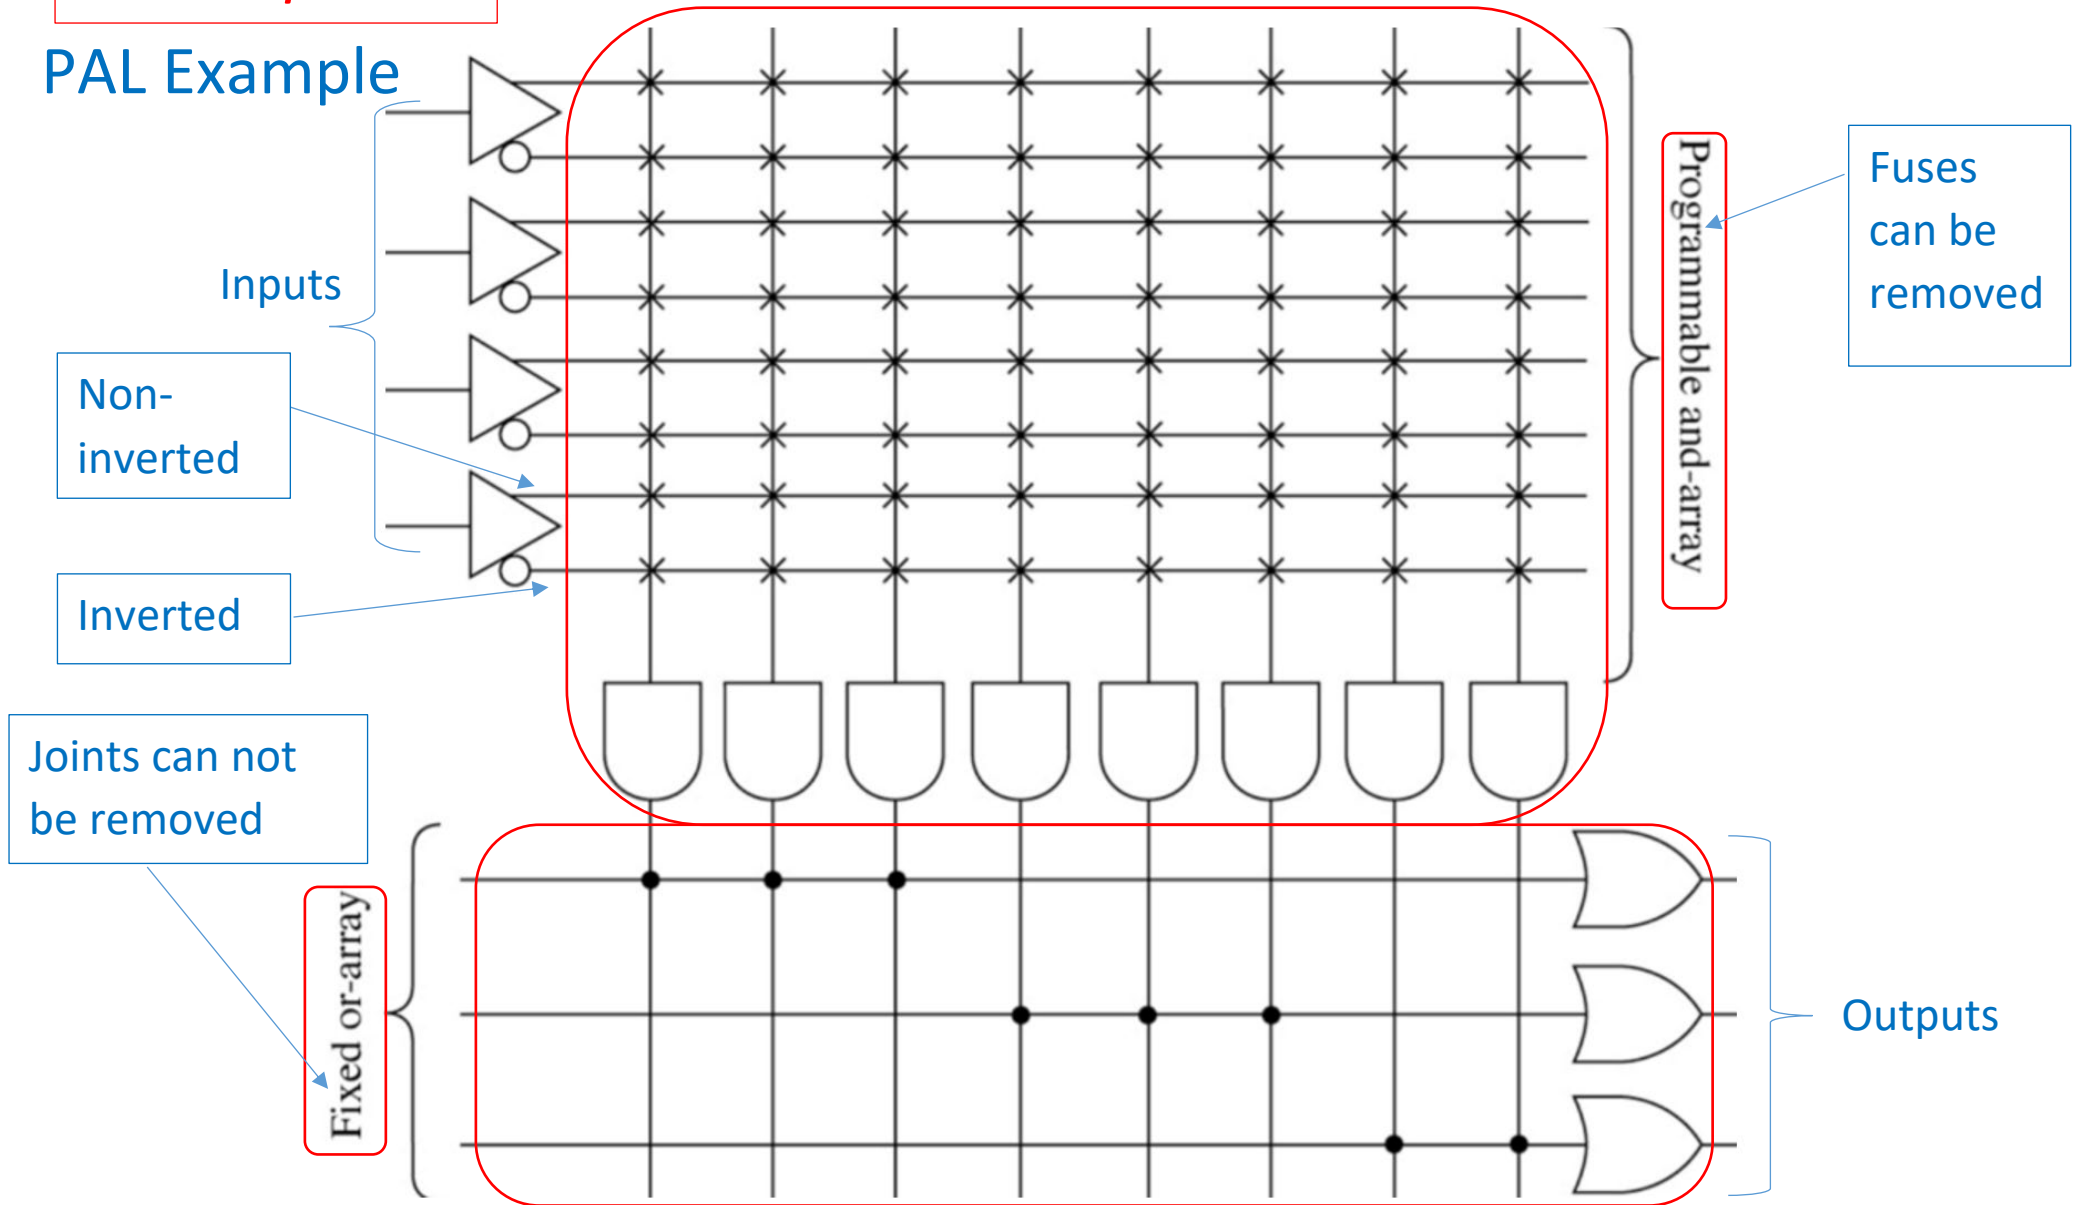 PAL Example
Inputs
Non-
inverted
Inverted
Programmable and-array
Fuses
can be
removed
Joints can not
be removed
Fixed or-array
Outputs